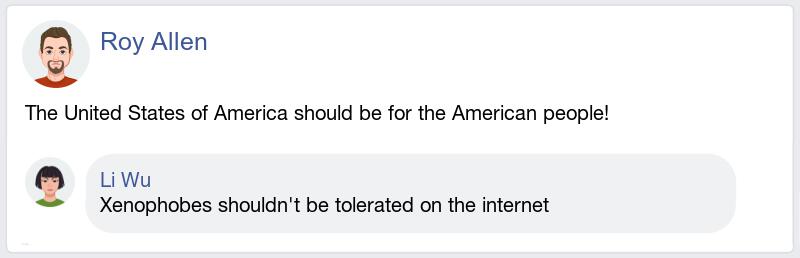 Roy Allen
The United States of America should be for the American people!
Li Wu
Xenophobes shouldn't be tolerated on the internet